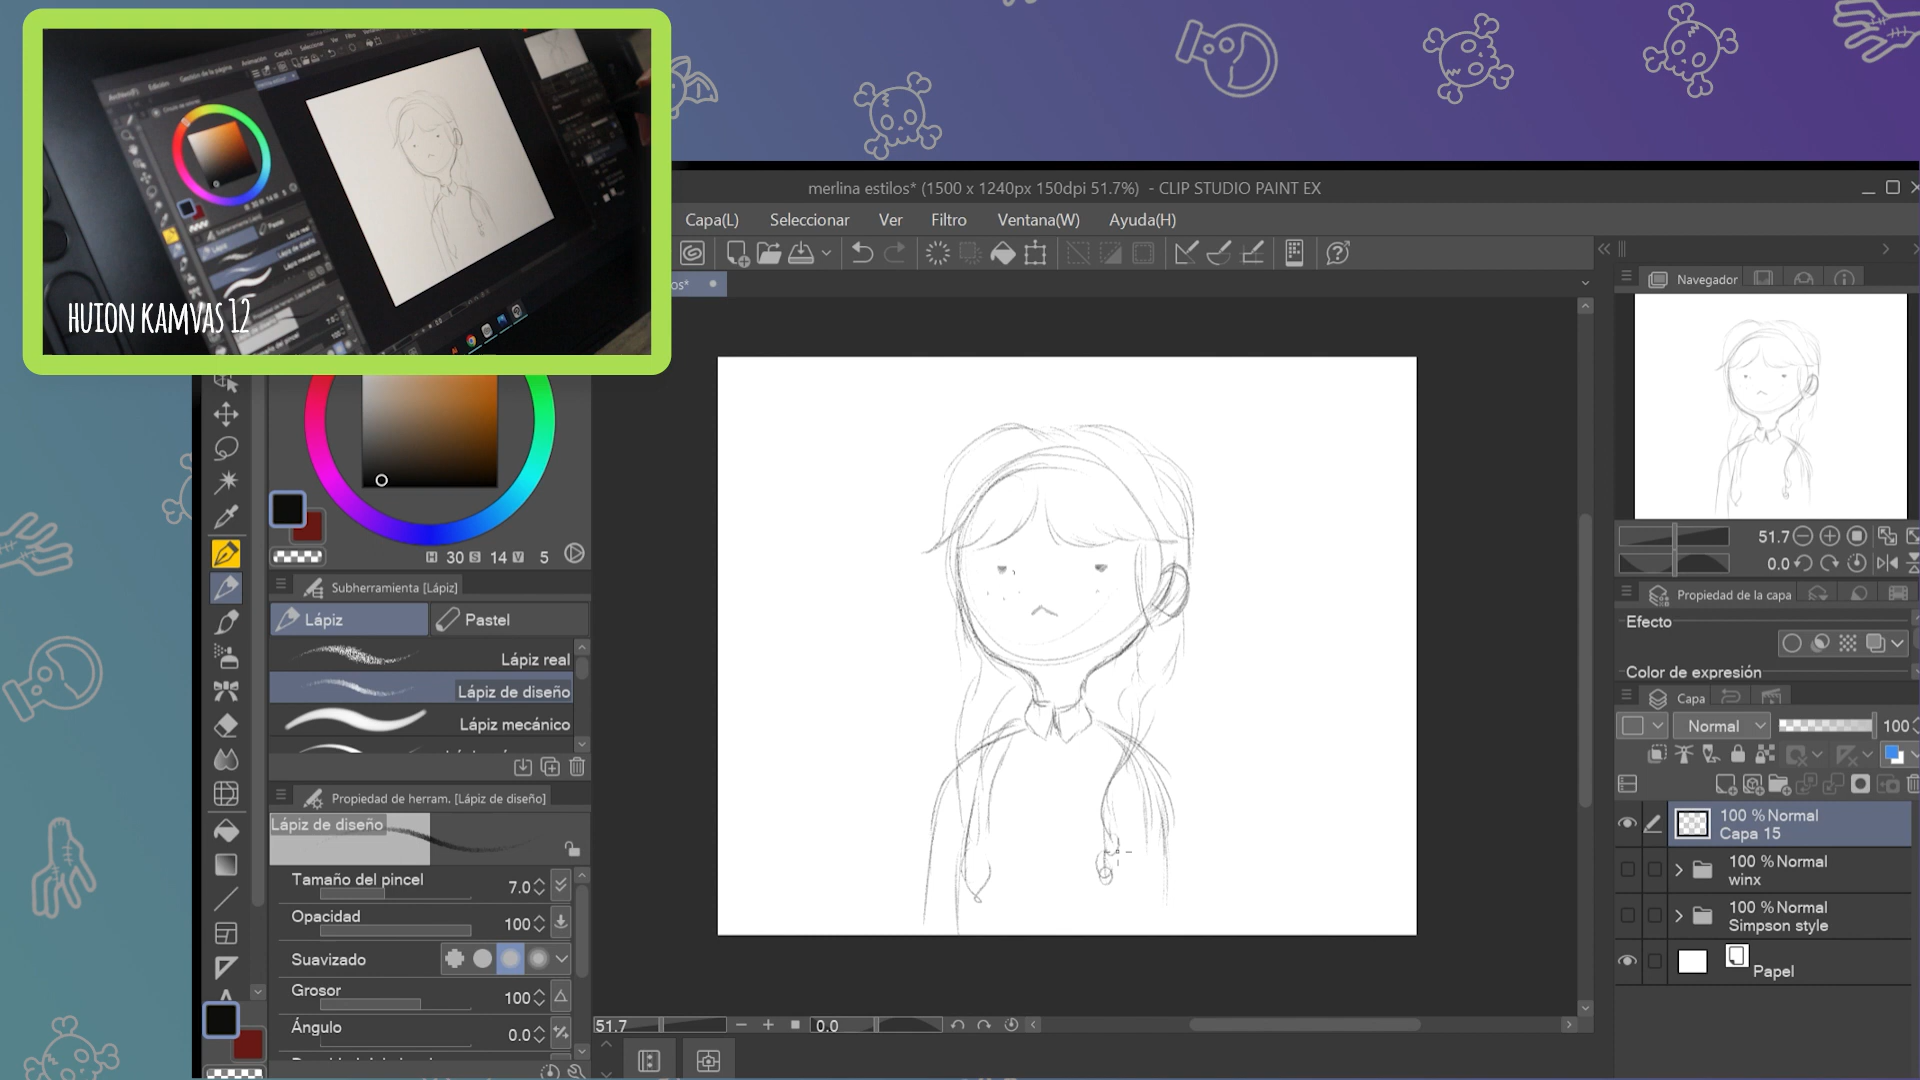 HUION KAMVAS 12
merlina estilos* (1500 x 1240px 150dpi 51.7%) - CLIP STUDIO PAINT EX
Capa(L) Seleccionar Ver Filtro Ventana(W) Ayuda(H)
os*
Navegador
51.7
0.0
H 30 S 14 V 5
Subherramienta [Lápiz]
Lápiz Pastel
Lápiz real
Lápiz de diseño
Lápiz mecánico
Propiedad de herram. [Lápiz de diseño]
Lápiz de diseño
Tamaño del pincel 7.0
Opacidad 100
Suavizado
Grosor 100
Ángulo 0.0
51.7 0.0
Propiedad de la capa
Efecto
Color de expresión
Capa
Normal 100
100 % Normal
Capa 15
100 % Normal
winx
100 % Normal
Simpson style
Papel